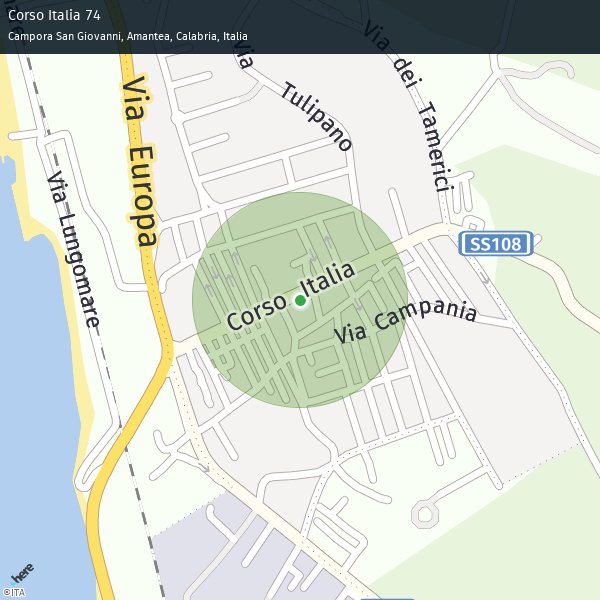 Corso Italia 74
Campora San Giovanni, Amantea, Calabria, Italia
Via
Tulipano
Via dei Tamerici
Via Europa
Via Lungomare
SS108
Corso Italia
Via Campania
here
©ITA